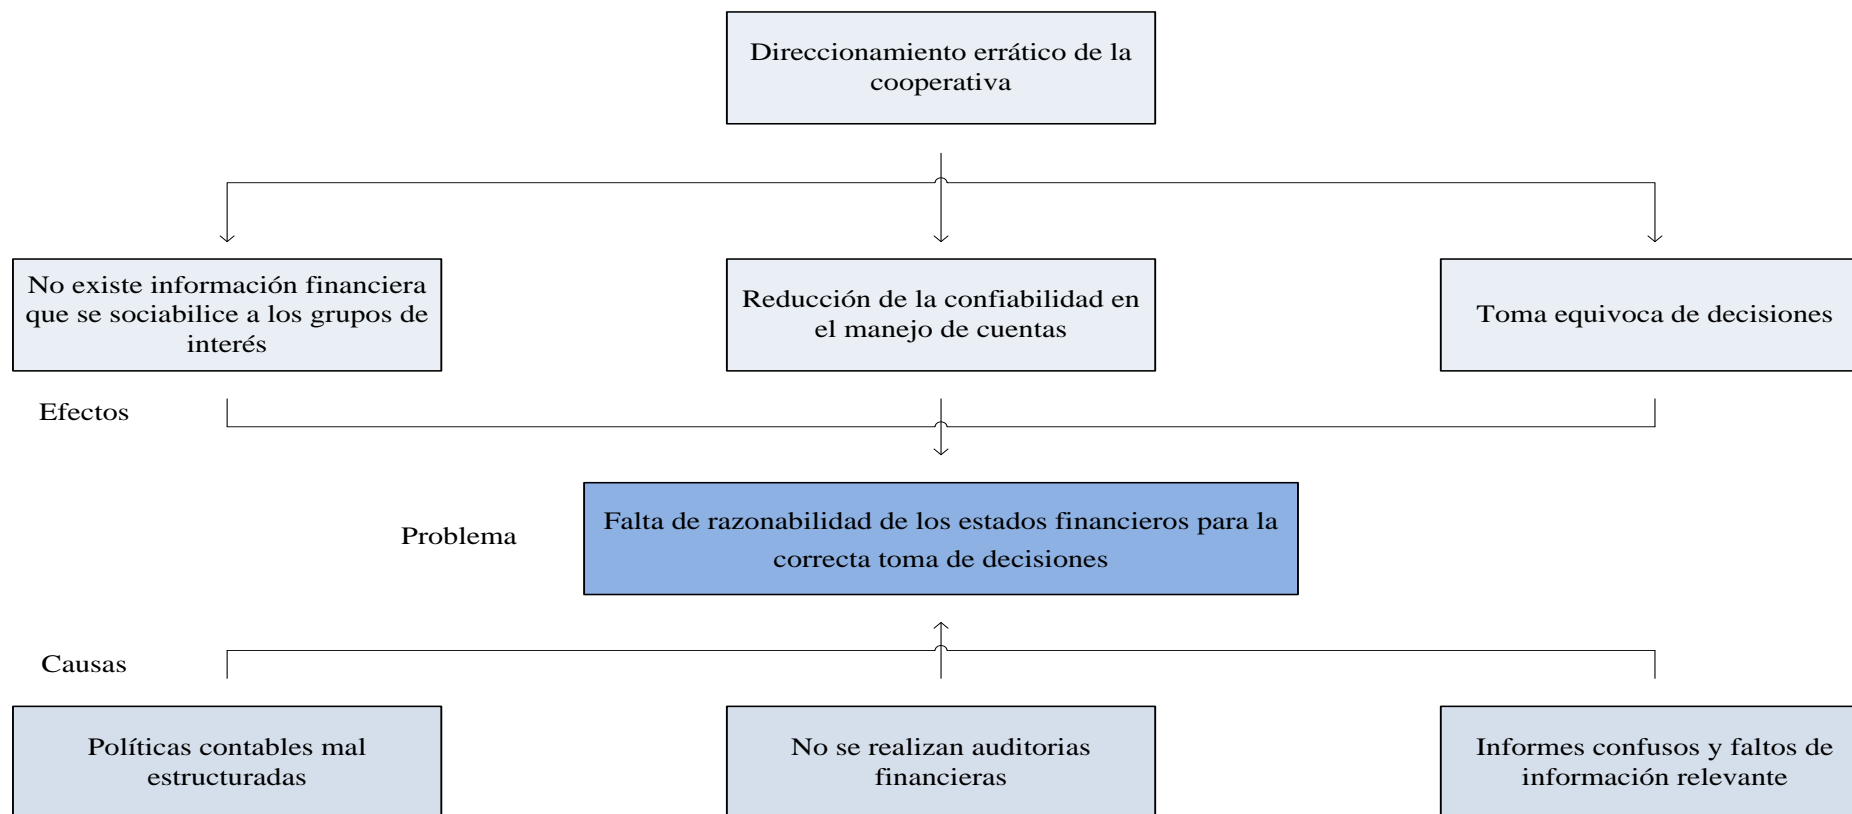 Direccionamiento errático de la
cooperativa
No existe información financiera
que se sociabilice a los grupos de
interés
Reducción de la confiabilidad en
el manejo de cuentas
Toma equivoca de decisiones
Efectos
Problema
Falta de razonabilidad de los estados financieros para la
correcta toma de decisiones
Causas
Políticas contables mal
estructuradas
No se realizan auditorias
financieras
Informes confusos y faltos de
información relevante